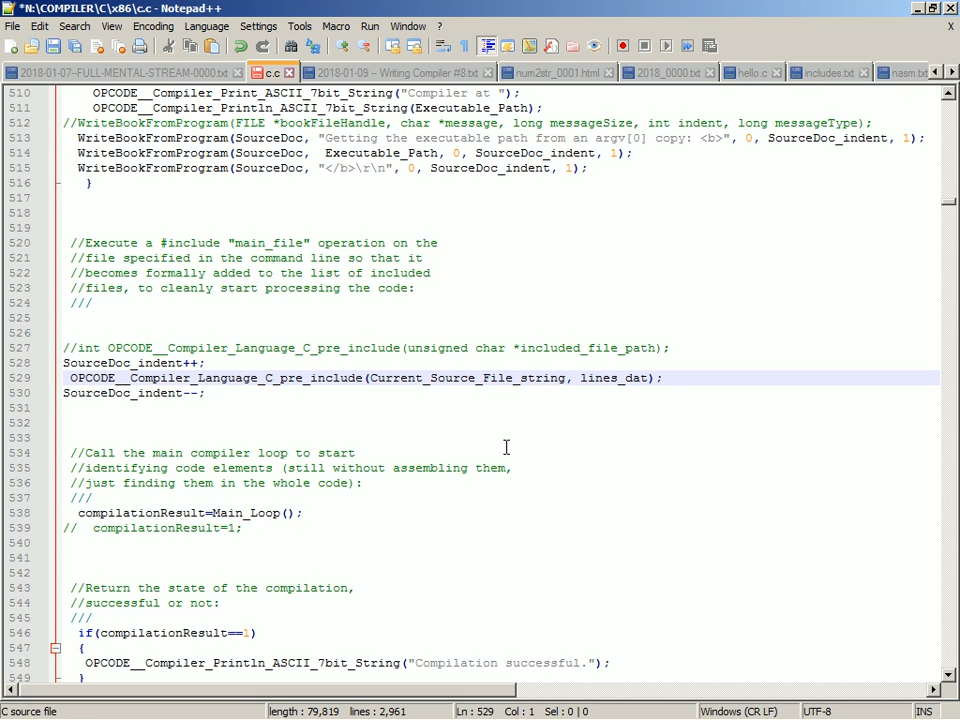 *N:\COMPILER\C\x86\c.c - Notepad++
File Edit Search View Encoding Language Settings Tools Macro Run Window ? X
2018-01-07-FULL-MENTAL-STREAM-0000.txt c.c 2018-01-09 – Writing Compiler #8.txt num2str_0001.html 2018_0000.txt hello.c includes.txt nasm.txt
510 OPCODE__Compiler_Print_ASCII_7bit_String("Compiler at ");
511 OPCODE__Compiler_Println_ASCII_7bit_String(Executable_Path);
512 //WriteBookFromProgram(FILE *bookFileHandle, char *message, long messageSize, int indent, long messageType);
513 WriteBookFromProgram(SourceDoc, "Getting the executable path from an argv[0] copy: <b>", 0, SourceDoc_indent, 1);
514 WriteBookFromProgram(SourceDoc, Executable_Path, 0, SourceDoc_indent, 1);
515 WriteBookFromProgram(SourceDoc, "</b>\r\n", 0, SourceDoc_indent, 1);
516 }
517
518
519
520 //Execute a #include "main_file" operation on the
521 //file specified in the command line so that it
522 //becomes formally added to the list of included
523 //files, to cleanly start processing the code:
524 ///
525
526
527 //int OPCODE__Compiler_Language_C_pre_include(unsigned char *included_file_path);
528 SourceDoc_indent++;
529 OPCODE__Compiler_Language_C_pre_include(Current_Source_File_string, lines_dat);
530 SourceDoc_indent--;
531
532
533
534 //Call the main compiler loop to start
535 //identifying code elements (still without assembling them,
536 //just finding them in the whole code):
537 ///
538 compilationResult=Main_Loop();
539 // compilationResult=1;
540
541
542
543 //Return the state of the compilation,
544 //successful or not:
545 ///
546 if(compilationResult==1)
547 {
548 OPCODE__Compiler_Println_ASCII_7bit_String("Compilation successful.");
549 }
C source file length : 79,819 lines : 2,961 Ln : 529 Col : 1 Sel : 0 | 0 Windows (CR LF) UTF-8 INS